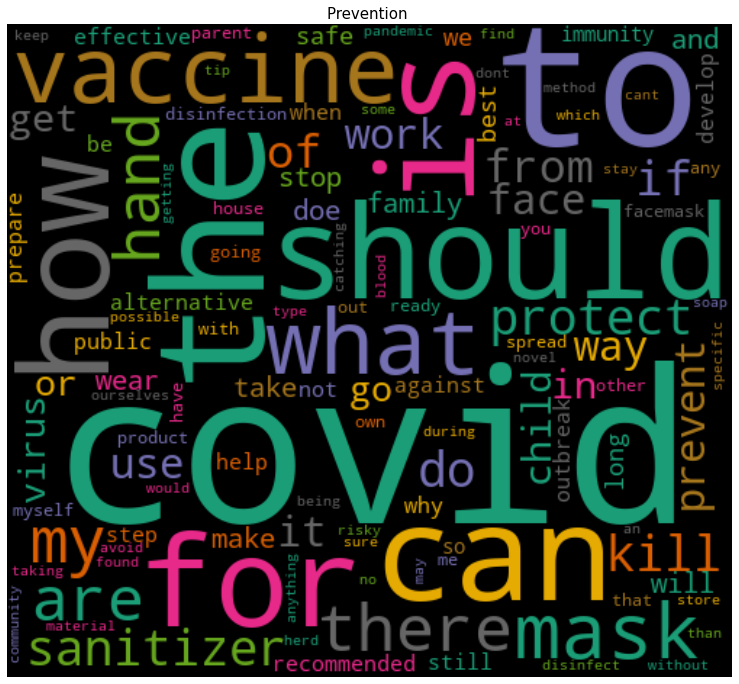 Prevention
keep
effective
parent
safe
pandemic
we
find
immunity
and
vaccine
tip
is
to
dont
method
cant
which
develop
get
disinfection
when
some
best
at
be
hand
the
of
work
from
if
stay
any
how
getting
stop
face
facemask
house
doe
family
you
prepare
going
catching
should
blood
alternative
type
out
ready
protect
soap
possible
public
with
what
spread
way
novel
specific
or
wear
take
not
go
against
in
other
ourselves
have
covid
own
child
outbreak
prevent
virus
product
use
help
during
do
long
would
being
why
can
myself
my
step
make
it
risky
sure
so
me
may
an
kill
avoid
found
for
taking
anything
no
will
are
there
mask
that
store
community
material
herd
than
sanitizer
recommended
still
disinfect
without